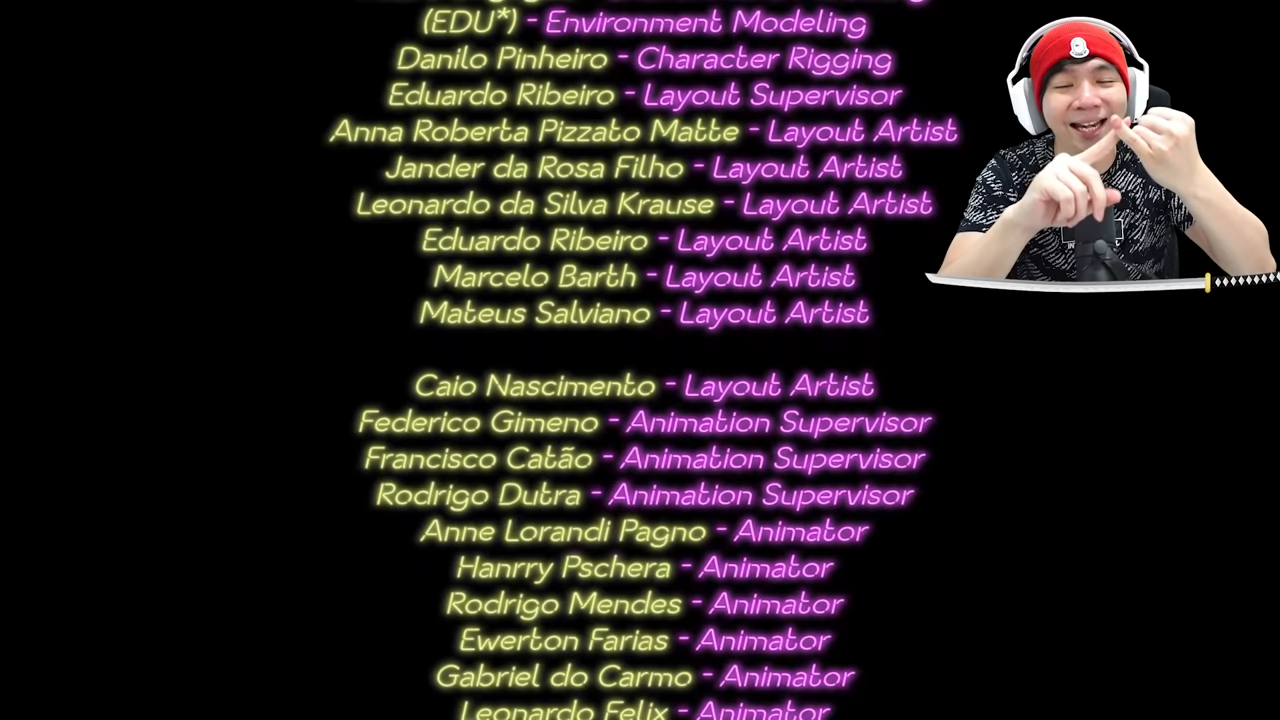 (EDU*) - Environment Modeling
Danilo Pinheiro - Character Rigging
Eduardo Ribeiro - Layout Supervisor
Anna Roberta Pizzato Matte - Layout Artist
Jander da Rosa Filho - Layout Artist
Leonardo da Silva Krause - Layout Artist
Eduardo Ribeiro - Layout Artist
Marcelo Barth - Layout Artist
Mateus Salviano - Layout Artist
Caio Nascimento - Layout Artist
Federico Gimeno - Animation Supervisor
Francisco Catão - Animation Supervisor
Rodrigo Dutra - Animation Supervisor
Anne Lorandi Pagno - Animator
Hanrry Pschera - Animator
Rodrigo Mendes - Animator
Ewerton Farias - Animator
Gabriel do Carmo - Animator
Leonardo Felix - Animator